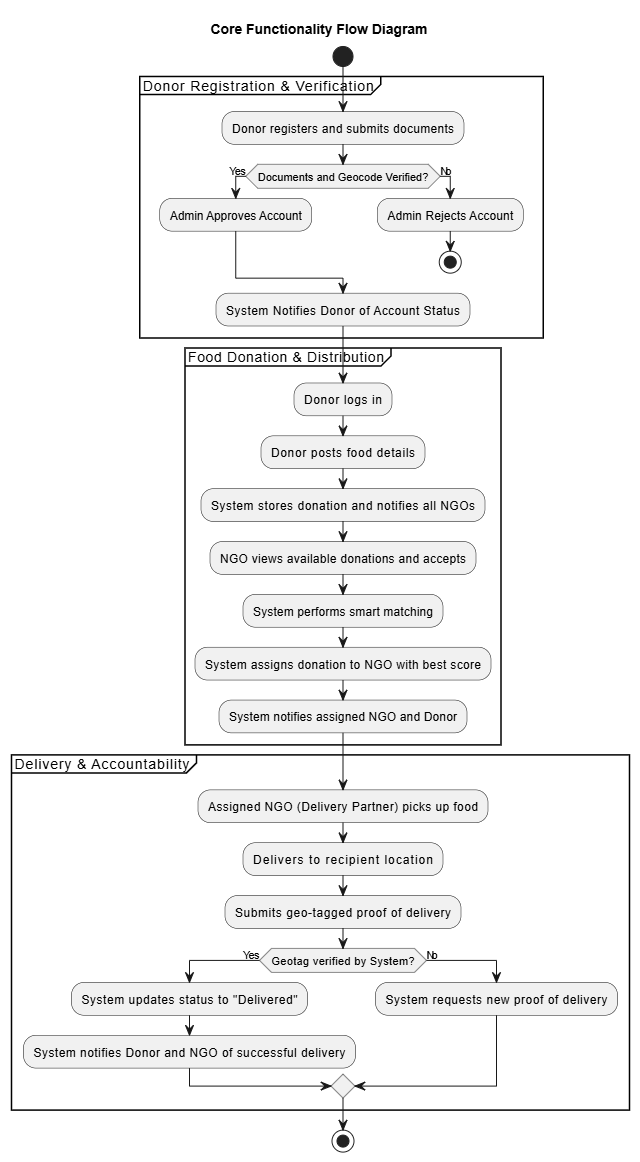 Core Functionality Flow Diagram
Donor Registration & Verification
Donor registers and submits documents
Yes
Documents and Geocode Verified?
No
Admin Approves Account
Admin Rejects Account
System Notifies Donor of Account Status
Food Donation & Distribution
Donor logs in
Donor posts food details
System stores donation and notifies all NGOs
NGO views available donations and accepts
System performs smart matching
System assigns donation to NGO with best score
System notifies assigned NGO and Donor
Delivery & Accountability
Assigned NGO (Delivery Partner) picks up food
Delivers to recipient location
Submits geo-tagged proof of delivery
Yes
Geotag verified by System?
No
System updates status to "Delivered"
System requests new proof of delivery
System notifies Donor and NGO of successful delivery